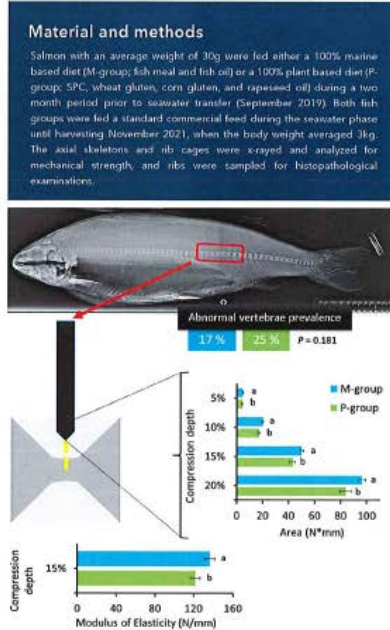 Material and methods
Salmon with an average weight of 30g were fed either a 100% marine
based diet (M-group; fish meal and fish oil) or a 100% plant based diet (P-
group; SPC, wheat gluten, corn gluten, and rapeseed oil) during a two
month period prior to seawater transfer (September 2019). Both fish
groups were fed a standard commercial feed during the seawater phase
until harvesting November 2021, when the body weight averaged 3kg.
The axial skeletons and rib cages were x-rayed and analyzed for
mechanical strength, and ribs were sampled for histopathological
examinations.
Abnormal vertebrae prevalence
17 % 25 % P = 0.181
M-group
P-group
Compression depth
5% a
b
10% a
b
15% a
b
20% a
b
0 20 40 60 80 100
Area (N*mm)
Compression
depth
15% a
b
0 40 80 120 160
Modulus of Elasticity (N/mm)